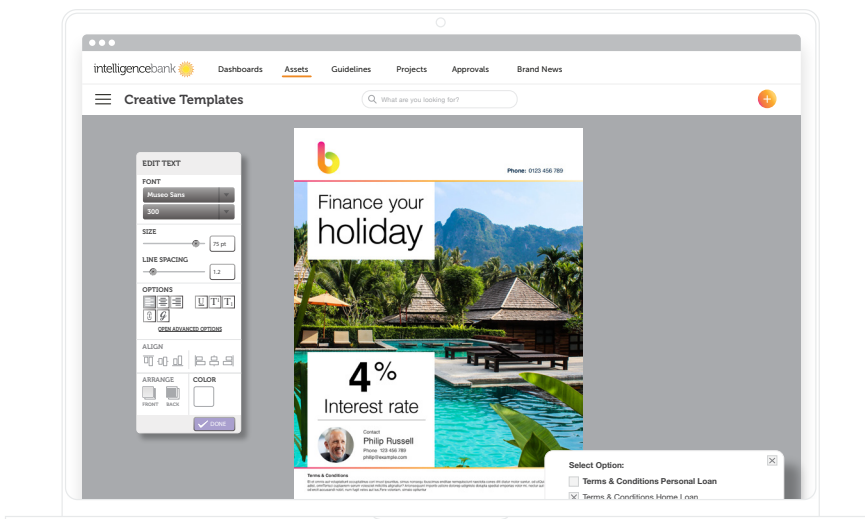 intelligencebank
Dashboards
Assets
Guidelines
Projects
Approvals
Brand News
Creative Templates
What are you looking for?
+
EDIT TEXT
FONT
Museo Sans
300
SIZE
75 pt
LINE SPACING
1.2
OPTIONS
OPEN ADVANCED OPTIONS
ALIGN
ARRANGE
COLOR
FRONT
BACK
DONE
b
Phone: 0123 456 789
Finance your
holiday
4%
Interest rate
Contact
Philip Russell
Phone: 123 456 789
philip@example.com
Terms & Conditions
Select Option:
Terms & Conditions Personal Loan
Terms & Conditions Home Loan